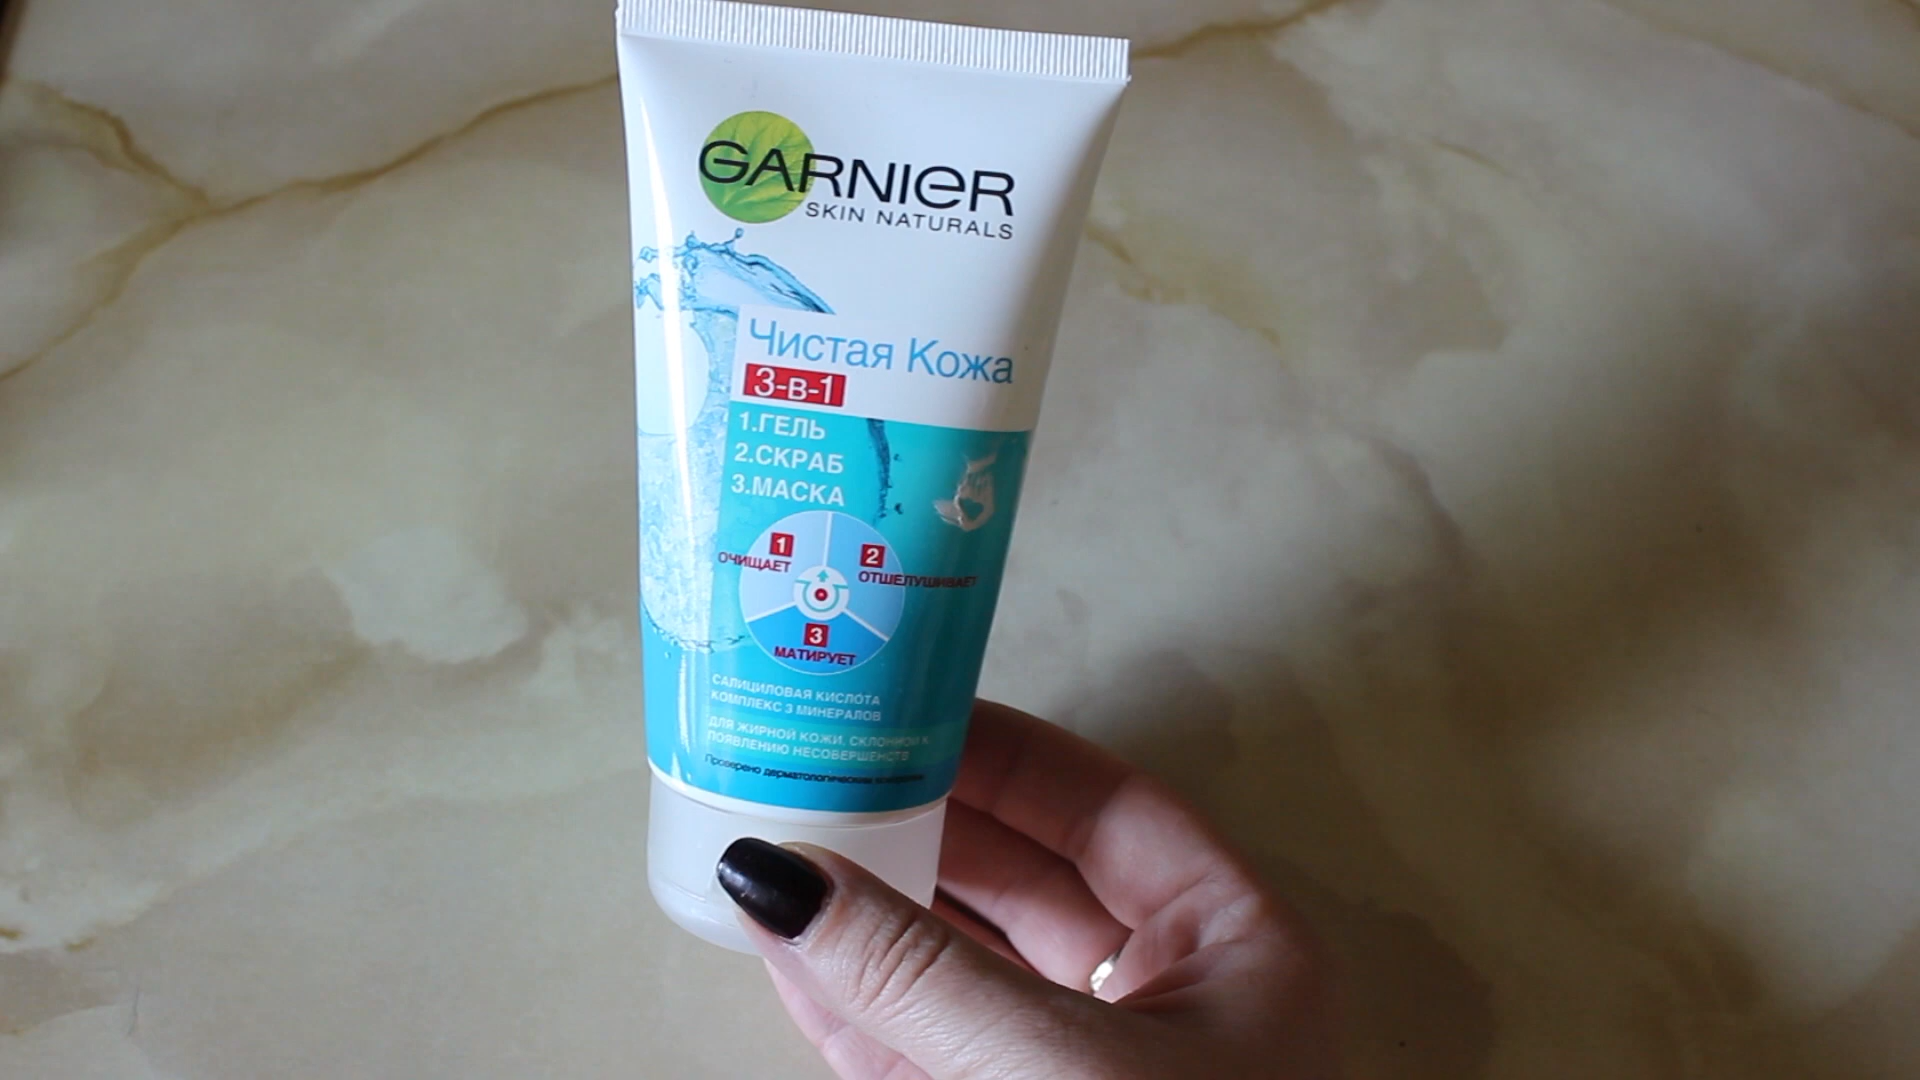 GARNIER
SKIN NATURALS
Чистая Кожа
3-в-1
1.ГЕЛЬ
2.СКРАБ
3.МАСКА
1
ОЧИЩАЕТ
2
ОТШЕЛУШИВАЕТ
3
МАТИРУЕТ
САЛИЦИЛОВАЯ КИСЛОТА
КОМПЛЕКС 3 МИНЕРАЛОВ
ДЛЯ ЖИРНОЙ КОЖИ, СКЛОННОЙ К
ПОЯВЛЕНИЮ НЕСОВЕРШЕНСТВ
Проверено дерматологическим